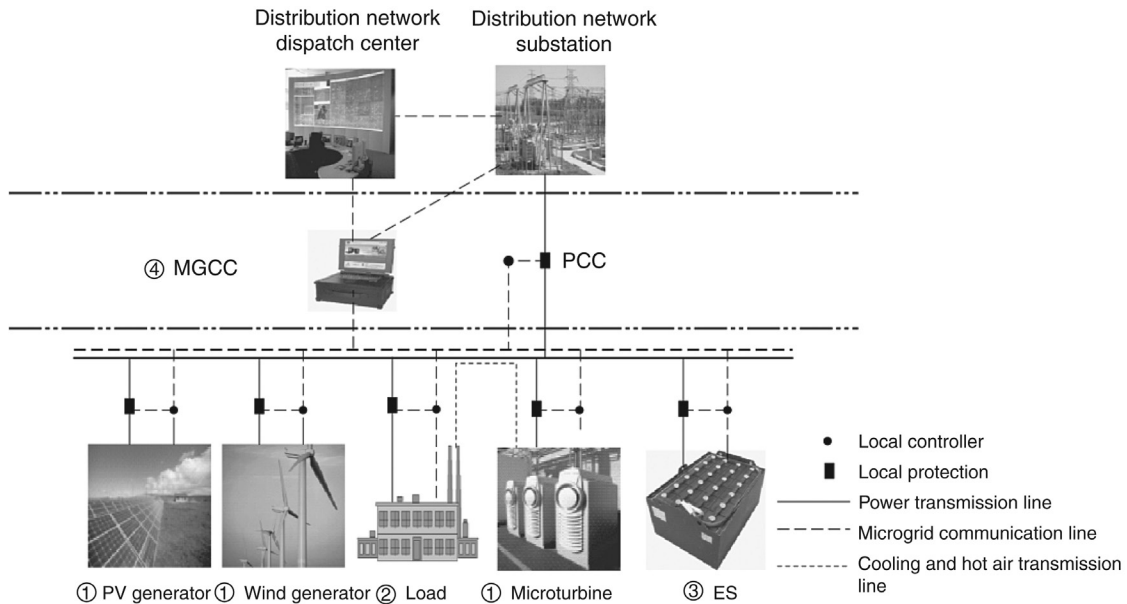 Distribution network
dispatch center
Distribution network
substation
④ MGCC
PCC
Local controller
Local protection
Power transmission line
Microgrid communication line
Cooling and hot air transmission
line
① PV generator
① Wind generator
② Load
① Microturbine
③ ES